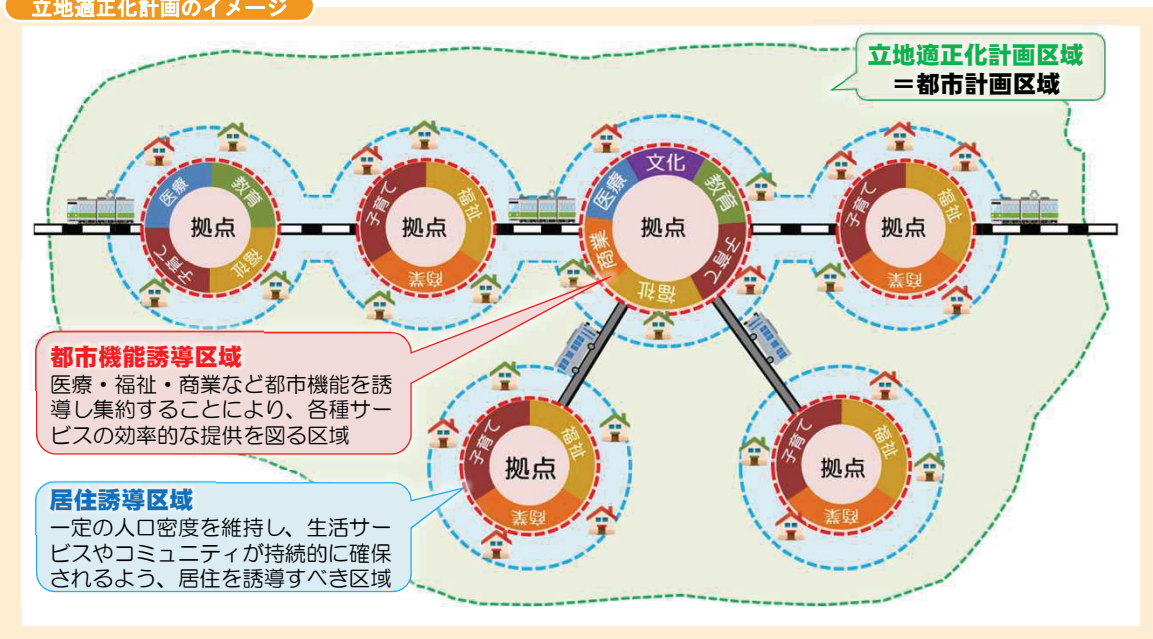 立地適正化計画のイメージ
立地適正化計画区域
＝都市計画区域
医療
教育
福祉
子育て
拠点
子育て
福祉
商業
拠点
文化
教育
子育て
福祉
商業
医療
拠点
子育て
福祉
商業
拠点
都市機能誘導区域
医療・福祉・商業など都市機能を誘
導し集約することにより、各種サー
ビスの効率的な提供を図る区域
子育て
福祉
商業
拠点
子育て
福祉
商業
拠点
居住誘導区域
一定の人口密度を維持し、生活サー
ビスやコミュニティが持続的に確保
されるよう、居住を誘導すべき区域